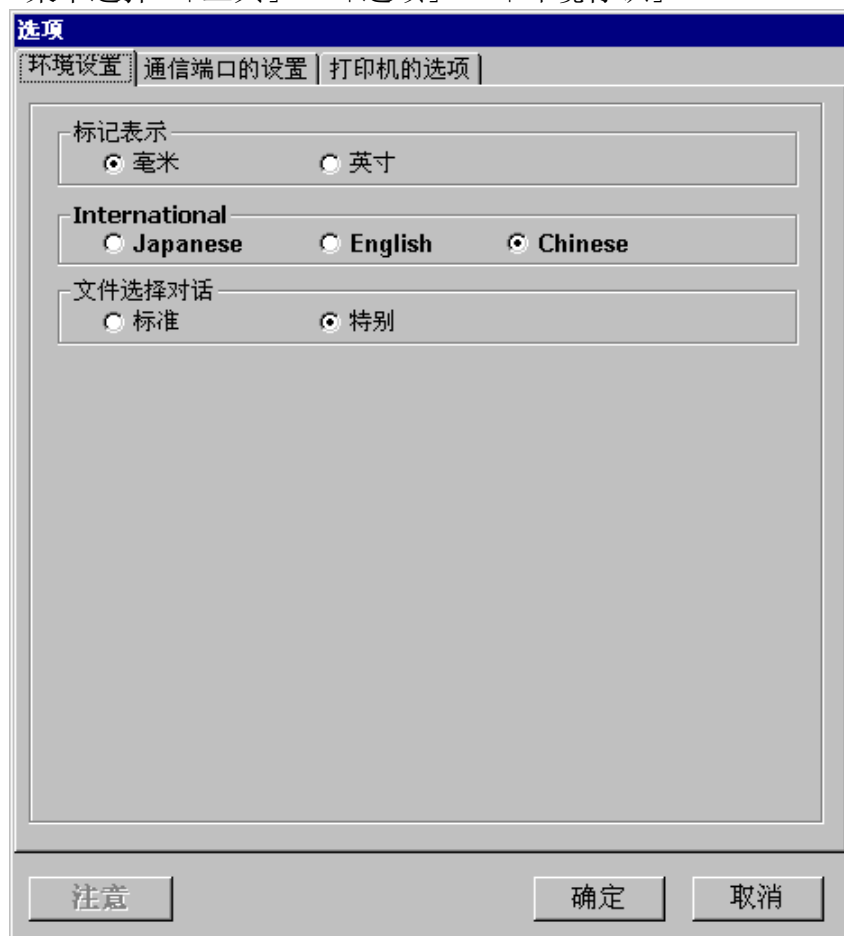 选项
环境设置 通信端口的设置 打印机的选项
标记表示
毫米 英寸
International
Japanese English Chinese
文件选择对话
标准 特别
注意 确定 取消